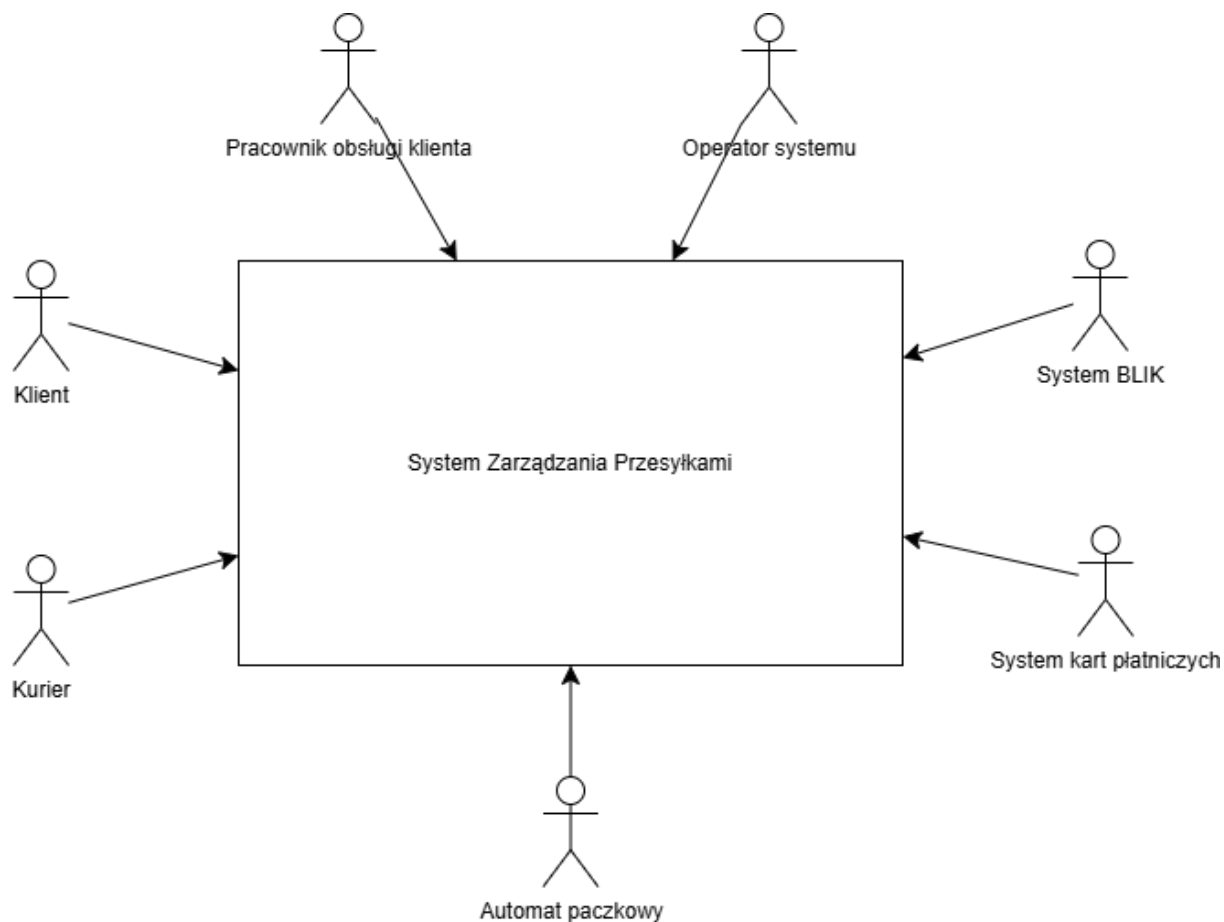 Pracownik obsługi klienta
Operator systemu
Klient
System BLIK
System Zarządzania Przesyłkami
Kurier
System kart płatniczych
Automat paczkowy